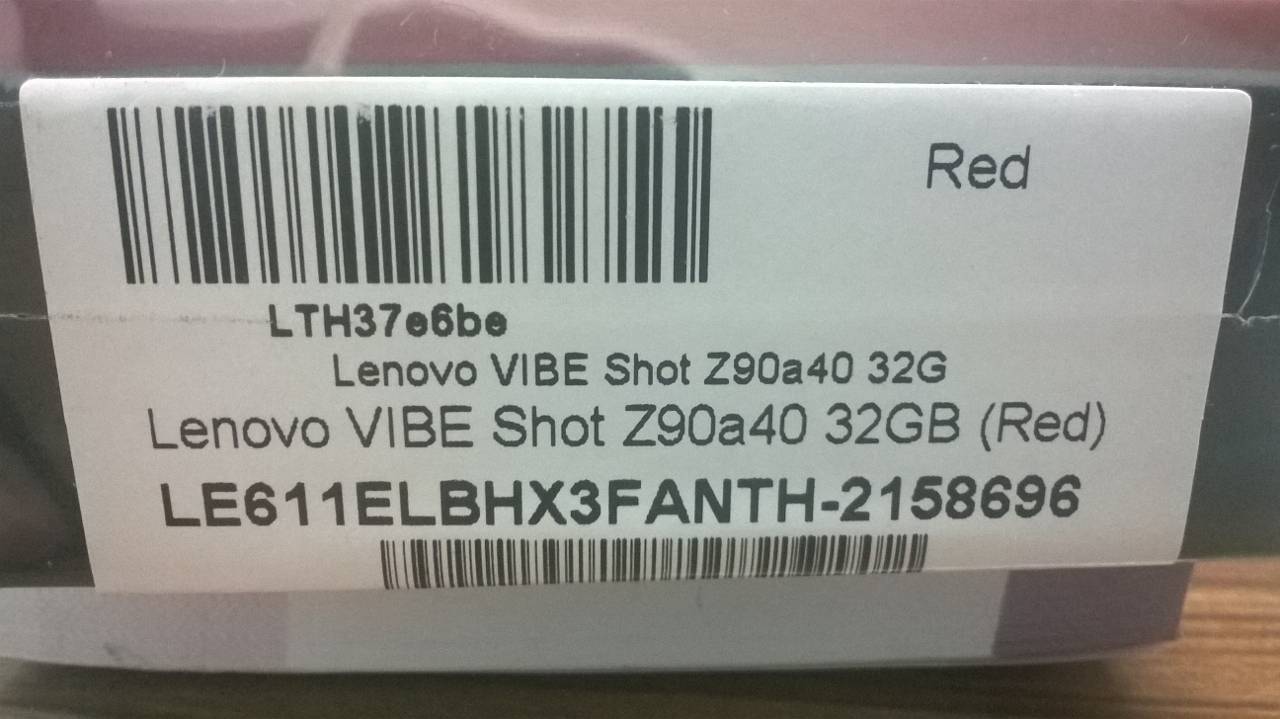 Red
LTH37e6be
Lenovo VIBE Shot Z90a40 32G
Lenovo VIBE Shot Z90a40 32GB (Red)
LE611ELBHX3FANTH-2158696